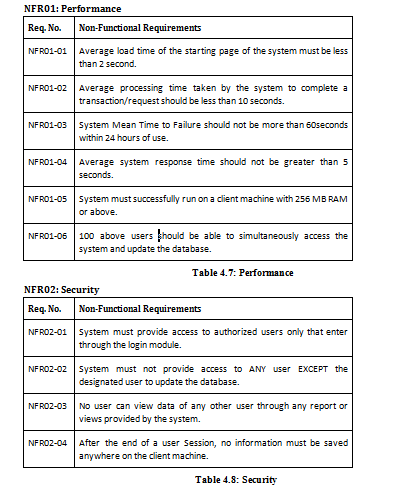 NFR01: Performance
Req. No. Non-Functional Requirements
NFR01-01 Average load time of the starting page of the system must be less
than 2 second.
NFR01-02 Average processing time taken by the system to complete a
transaction/request should be less than 10 seconds.
NFR01-03 System Mean Time to Failure should not be more than 60seconds
within 24 hours of use.
NFR01-04 Average system response time should not be greater than 5
seconds.
NFR01-05 System must successfully run on a client machine with 256 MB RAM
or above.
NFR01-06 100 above users should be able to simultaneously access the
system and update the database.
Table 4.7: Performance
NFR02: Security
Req. No. Non-Functional Requirements
NFR02-01 System must provide access to authorized users only that enter
through the login module.
NFR02-02 System must not provide access to ANY user EXCEPT the
designated user to update the database.
NFR02-03 No user can view data of any other user through any report or
views provided by the system.
NFR02-04 After the end of a user Session, no information must be saved
anywhere on the client machine.
Table 4.8: Security